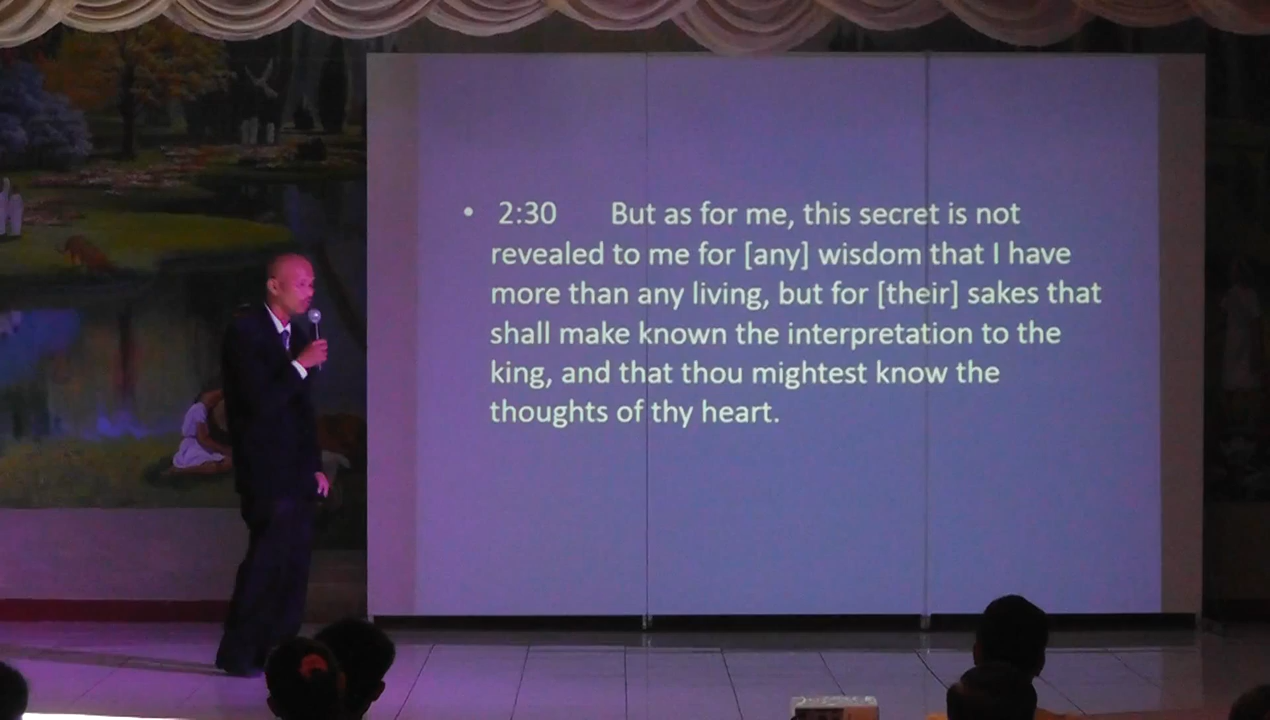 • 2:30 But as for me, this secret is not
revealed to me for [any] wisdom that I have
more than any living, but for [their] sakes that
shall make known the interpretation to the
king, and that thou mightest know the
thoughts of thy heart.